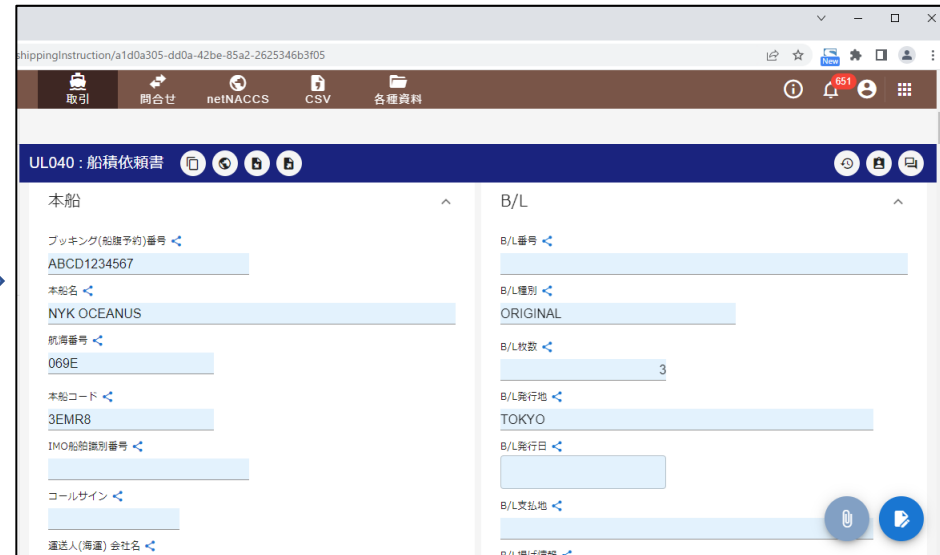 shippingInstruction/a1d0a305-dd0a-42be-85a2-2625346b3f05
New
取引 問合せ netNACCS CSV 各種資料
651
UL040 : 船積依頼書
本船
ブッキング(船腹予約)番号
ABCD1234567
本船名
NYK OCEANUS
航海番号
069E
本船コード
3EMR8
IMO船舶識別番号
コールサイン
運送人(海運) 会社名
B/L
B/L番号
B/L種別
ORIGINAL
B/L枚数
3
B/L発行地
TOKYO
B/L発行日
B/L支払地
B/L揚げ情報